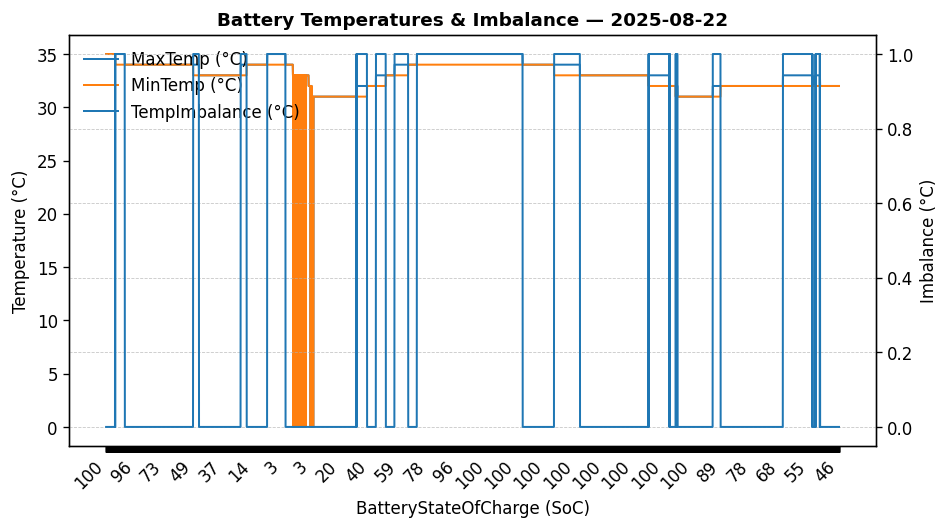 Battery Temperatures & Imbalance — 2025-08-22
MaxTemp (°C)
MinTemp (°C)
TempImbalance (°C)
Temperature (°C)
35
30
25
20
15
10
5
0
1.0
0.8
0.6
0.4
0.2
0.0
Imbalance (°C)
100 96 73 49 37 14 3 3 20 40 59 78 96 100 100 100 100 100 100 100 100 89 78 68 55 46
BatteryStateOfCharge (SoC)